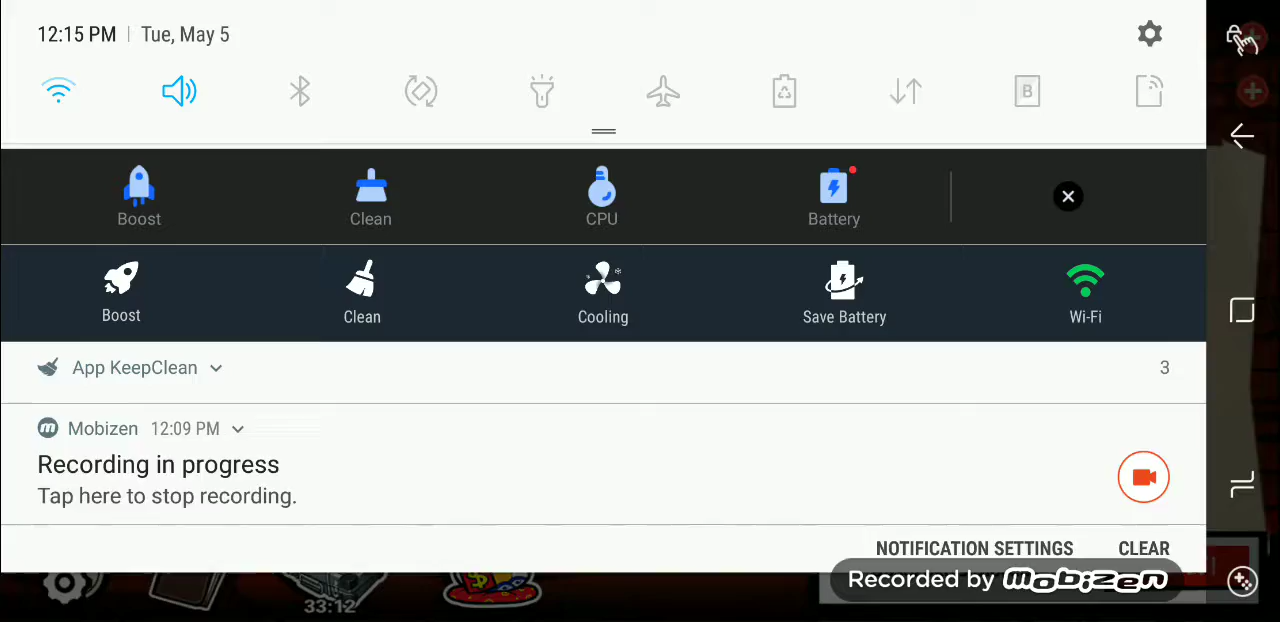 12:15 PM | Tue, May 5
B
Boost Clean CPU Battery
Boost Clean Cooling Save Battery Wi-Fi
App KeepClean 3
m Mobizen 12:09 PM
Recording in progress
Tap here to stop recording.
NOTIFICATION SETTINGS CLEAR
Recorded by mobizen
33:12